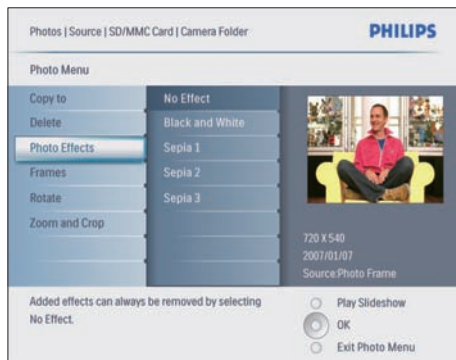 Photos | Source | SD/MMC Card | Camera Folder
PHILIPS
Photo Menu
Copy to
Delete
Photo Effects
Frames
Rotate
Zoom and Crop
No Effect
Black and White
Sepia 1
Sepia 2
Sepia 3
720 X 540
2007/01/07
Source:Photo Frame
Added effects can always be removed by selecting
No Effect.
Play Slideshow
OK
Exit Photo Menu